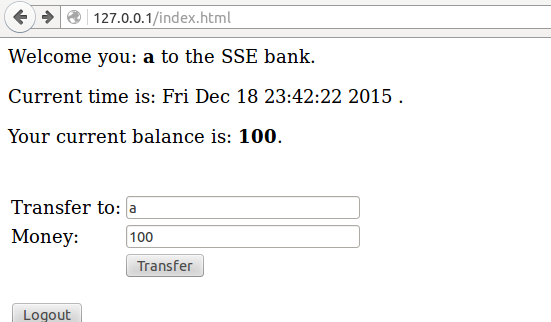 127.0.0.1/index.html
Welcome you: a to the SSE bank.
Current time is: Fri Dec 18 23:42:22 2015 .
Your current balance is: 100.
Transfer to: a
Money: 100
Transfer
Logout